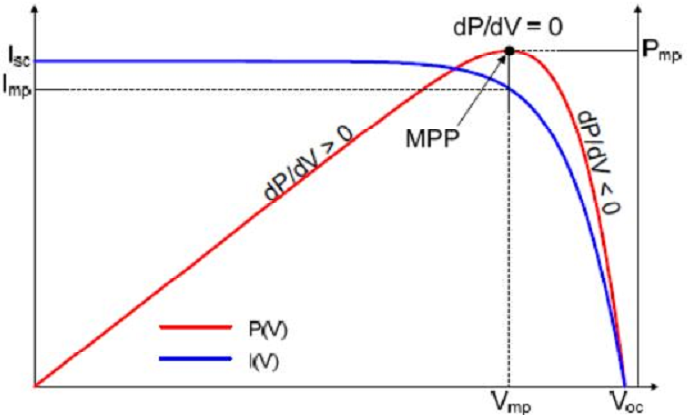 dP/dV = 0
Isc
Pmp
Imp
MPP
dP/dV > 0
dP/dV < 0
P(V)
I(V)
Vmp
Voc